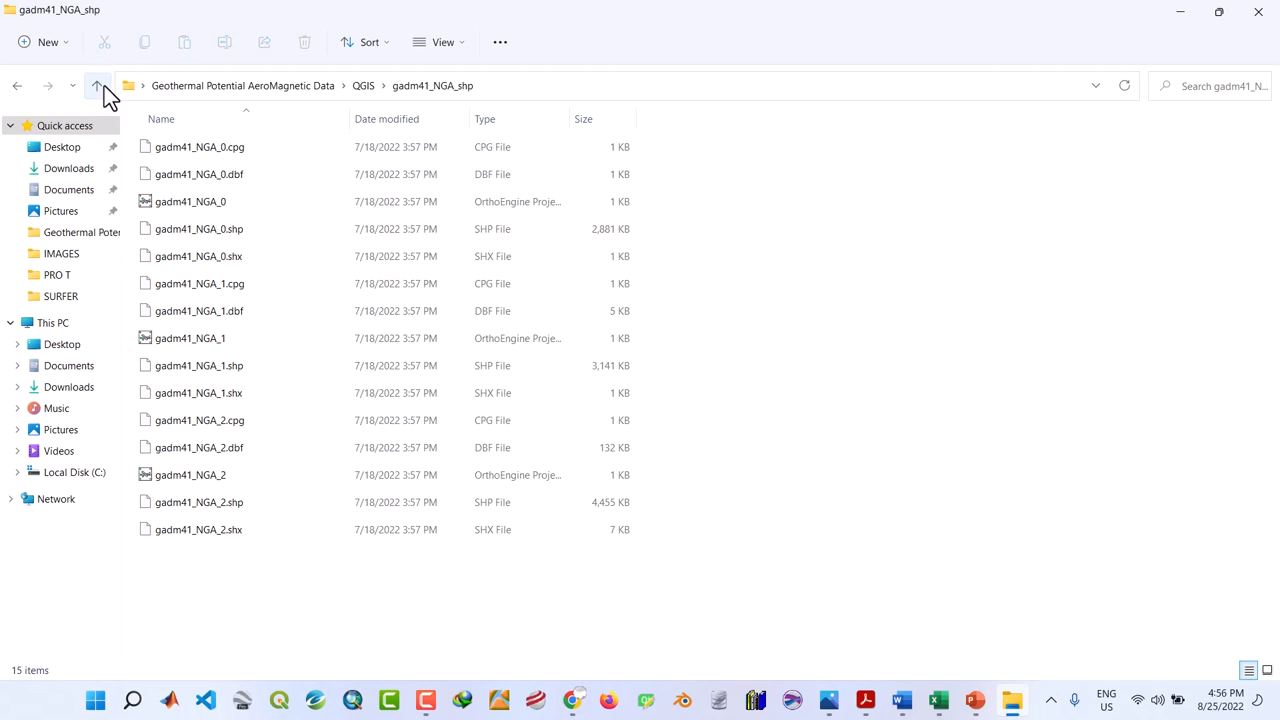 gadm41_NGA_shp
New
Sort
View
Geothermal Potential AeroMagnetic Data
QGIS
gadm41_NGA_shp
Search gadm41_N...
Name
Date modified
Type
Size
gadm41_NGA_0.cpg 7/18/2022 3:57 PM CPG File 1 KB
gadm41_NGA_0.dbf 7/18/2022 3:57 PM DBF File 1 KB
gadm41_NGA_0 7/18/2022 3:57 PM OrthoEngine Proje... 1 KB
gadm41_NGA_0.shp 7/18/2022 3:57 PM SHP File 2,881 KB
gadm41_NGA_0.shx 7/18/2022 3:57 PM SHX File 1 KB
gadm41_NGA_1.cpg 7/18/2022 3:57 PM CPG File 1 KB
gadm41_NGA_1.dbf 7/18/2022 3:57 PM DBF File 5 KB
gadm41_NGA_1 7/18/2022 3:57 PM OrthoEngine Proje... 1 KB
gadm41_NGA_1.shp 7/18/2022 3:57 PM SHP File 3,141 KB
gadm41_NGA_1.shx 7/18/2022 3:57 PM SHX File 1 KB
gadm41_NGA_2.cpg 7/18/2022 3:57 PM CPG File 1 KB
gadm41_NGA_2.dbf 7/18/2022 3:57 PM DBF File 132 KB
gadm41_NGA_2 7/18/2022 3:57 PM OrthoEngine Proje... 1 KB
gadm41_NGA_2.shp 7/18/2022 3:57 PM SHP File 4,455 KB
gadm41_NGA_2.shx 7/18/2022 3:57 PM SHX File 7 KB
Quick access
Desktop
Downloads
Documents
Pictures
Geothermal Poter
IMAGES
PRO T
SURFER
This PC
Desktop
Documents
Downloads
Music
Pictures
Videos
Local Disk (C:)
Network
15 items
ENG
US
4:56 PM
8/25/2022